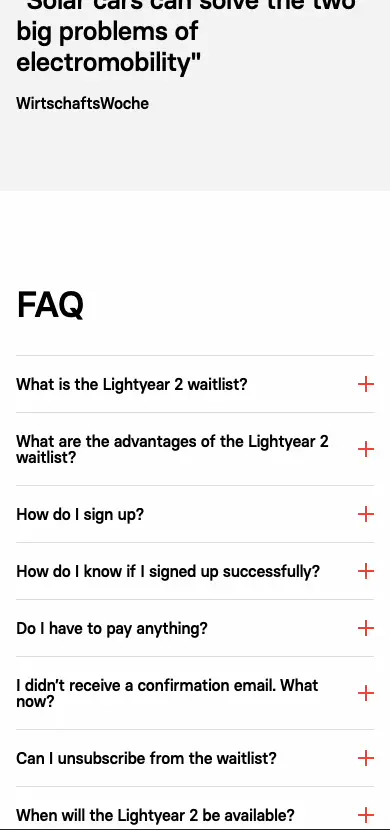 "Solar cars can solve the two
big problems of
electromobility"
WirtschaftsWoche
FAQ
What is the Lightyear 2 waitlist?
What are the advantages of the Lightyear 2
waitlist?
How do I sign up?
How do I know if I signed up successfully?
Do I have to pay anything?
I didn’t receive a confirmation email. What
now?
Can I unsubscribe from the waitlist?
When will the Lightyear 2 be available?